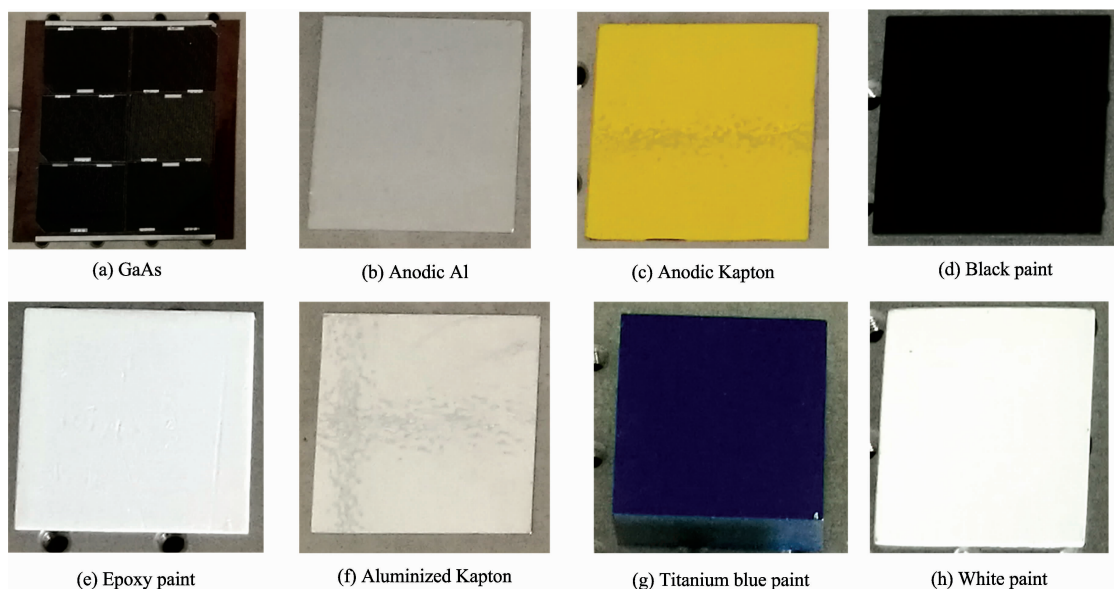 (a) GaAs
(b) Anodic Al
(c) Anodic Kapton
(d) Black paint
(e) Epoxy paint
(f) Aluminized Kapton
(g) Titanium blue paint
(h) White paint